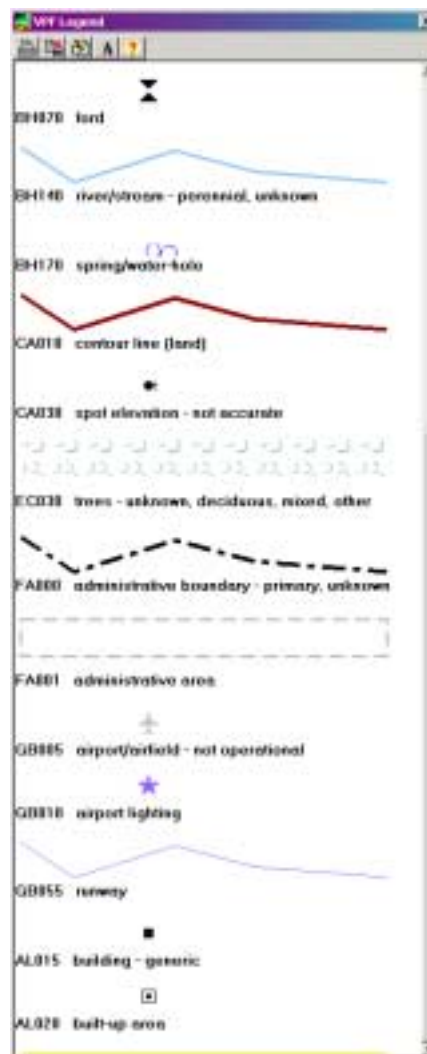 VPF Legend
A ?
BH070 ford
BH140 river/stream - perennial, unknown
BH170 spring/water-hole
CA010 contour line (land)
CA030 spot elevation - not accurate
EC030 trees - unknown, deciduous, mixed, other
FA000 administrative boundary - primary, unknown
FA001 administrative area
GB005 airport/airfield - not operational
GB010 airport lighting
GB055 runway
AL015 building - generic
AL020 built-up area